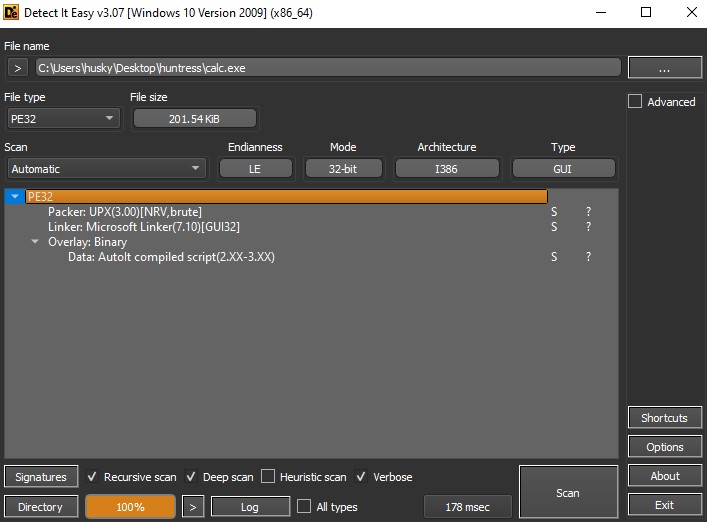 Detect It Easy v3.07 [Windows 10 Version 2009] (x86_64)
File name
> C:\Users\husky\Desktop\huntress\calc.exe ...
File type File size
PE32 201.54 KiB Advanced
Scan Endianness Mode Architecture Type
Automatic LE 32-bit I386 GUI
PE32
Packer: UPX(3.00)[NRV,brute] S ?
Linker: Microsoft Linker(7.10)[GUI32] S ?
Overlay: Binary
Data: AutoIt compiled script(2.XX-3.XX) S ?
Shortcuts
Options
Signatures Recursive scan Deep scan Heuristic scan Verbose Scan About
Directory 100% > Log All types 178 msec Exit